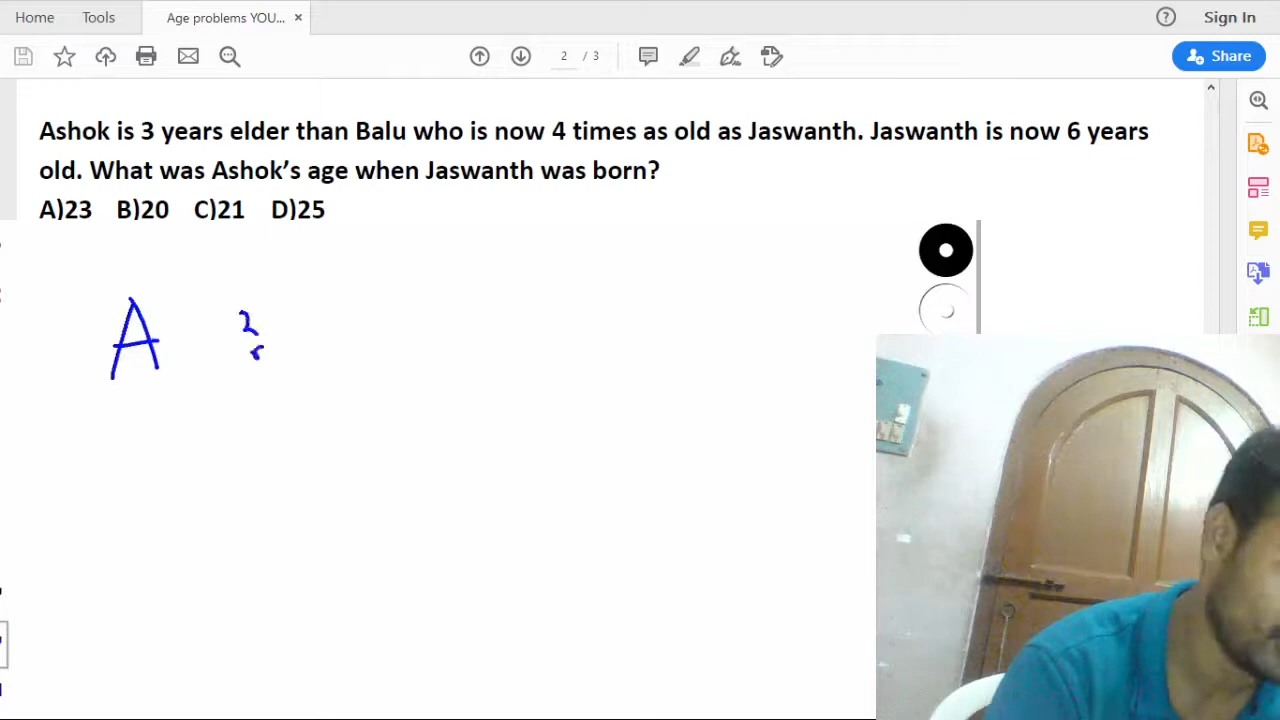 Home Tools Age problems YOU... × Sign In
2 / 3 Share
Ashok is 3 years elder than Balu who is now 4 times as old as Jaswanth. Jaswanth is now 6 years
old. What was Ashok’s age when Jaswanth was born?
A)23 B)20 C)21 D)25
A